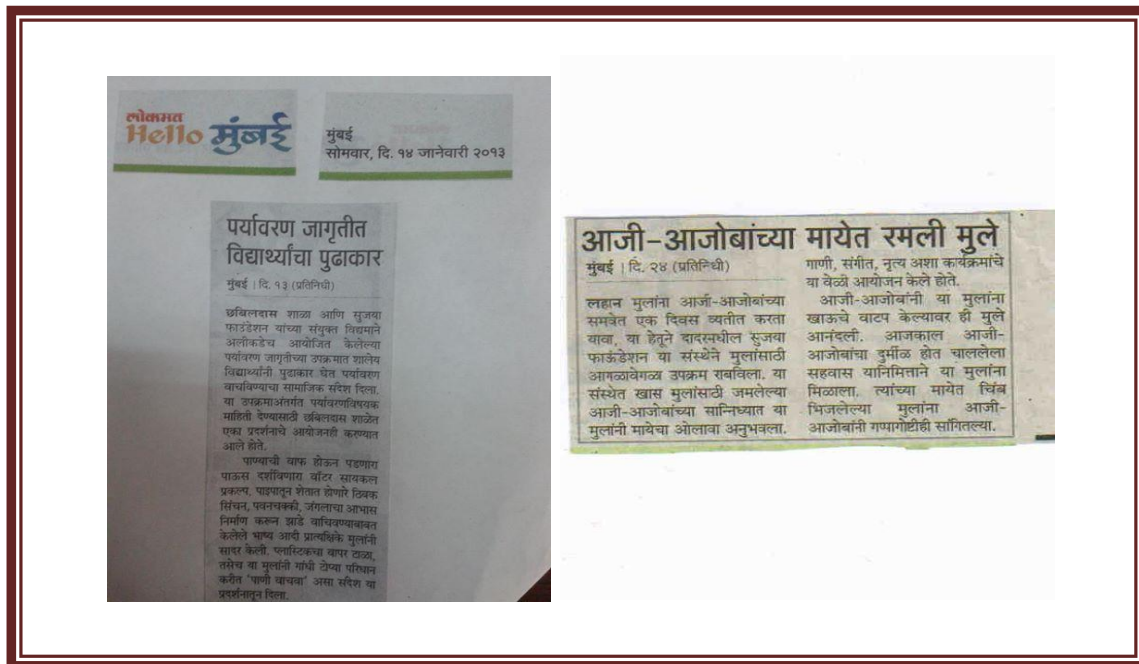 लोकमत
Hello मुंबई
मुंबई
सोमवार, दि. १४ जानेवारी २०१३
पर्यावरण जागृतीत
विद्यार्थ्यांचा पुढाकार
मुंबई । दि. १३ (प्रतिनिधी)
छबिलदास शाळा आणि सुजया
फाउंडेशन यांच्या संयुक्त विद्यमाने
अलीकडेच आयोजित केलेल्या
पर्यावरण जागृतीच्या उपक्रमात शालेय
विद्यार्थ्यांनी पुढाकार घेत पर्यावरण
वाचविण्याचा सामाजिक संदेश दिला.
या उपक्रमाअंतर्गत पर्यावरणविषयक
माहिती देण्यासाठी छबिलदास शाळेत
एका प्रदर्शनाचे आयोजनही करण्यात
आले होते.
पाण्याची वाफ होऊन पडणारा
पाऊस दर्शविणारा वॉटर सायकल
प्रकल्प, पाइपातून शेतात होणारे ठिबक
सिंचन, पवनचक्की, जंगलाचा आभास
निर्माण करून झाडे वाचविण्याबाबत
केलेले भाष्य आदी प्रात्यक्षिके मुलांनी
सादर केली. प्लास्टिकचा वापर टाळा,
तसेच या मुलांनी गांधी टोप्या परिधान
करीत 'पाणी वाचवा' असा संदेश या
प्रदर्शनातून दिला.
आजी-आजोबांच्या मायेत रमली मुले
मुंबई । दि. २४ (प्रतिनिधी)
लहान मुलांना आजी-आजोबांच्या
समवेत एक दिवस व्यतीत करता
यावा, या हेतूने दादरमधील सुजया
फाऊंडेशन या संस्थेने मुलांसाठी
आगळावेगळा उपक्रम राबविला. या
संस्थेत खास मुलांसाठी जमलेल्या
आजी-आजोबांच्या सान्निध्यात या
मुलांनी मायेचा ओलावा अनुभवला.
गाणी, संगीत, नृत्य अशा कार्यक्रमांचे
या वेळी आयोजन केले होते.
आजी-आजोबांनी या मुलांना
खाऊचे वाटप केल्यावर ही मुले
आनंदली. आजकाल आजी-
आजोबांचा दुर्मीळ होत चाललेला
सहवास यानिमित्ताने या मुलांना
मिळाला. त्यांच्या मायेत चिंब
भिजलेल्या मुलांना आजी-
आजोबांनी गप्पागोष्टीही सांगितल्या.